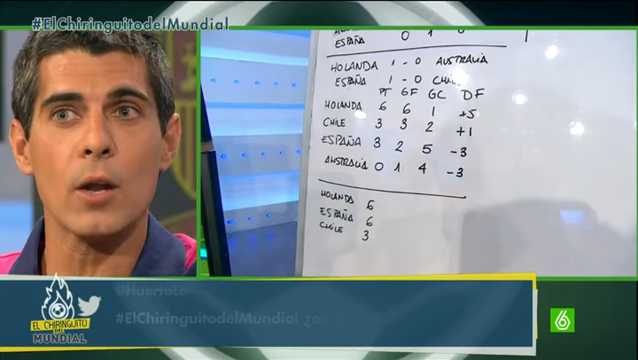 #ElChiringuitodelMundial
ESPAÑA 0 1 0
HOLANDA 1 - 0 AUSTRALIA
ESPAÑA 1 - 0 CHILE
PT GF GC DF
HOLANDA 6 6 1 +5
CHILE 3 3 2 +1
ESPAÑA 3 2 5 -3
AUSTRALIA 0 1 4 -3
HOLANDA 6
ESPAÑA 6
CHILE 3
#ElChiringuitodelMundial
EL CHIRINGUITO
DEL
MUNDIAL
6